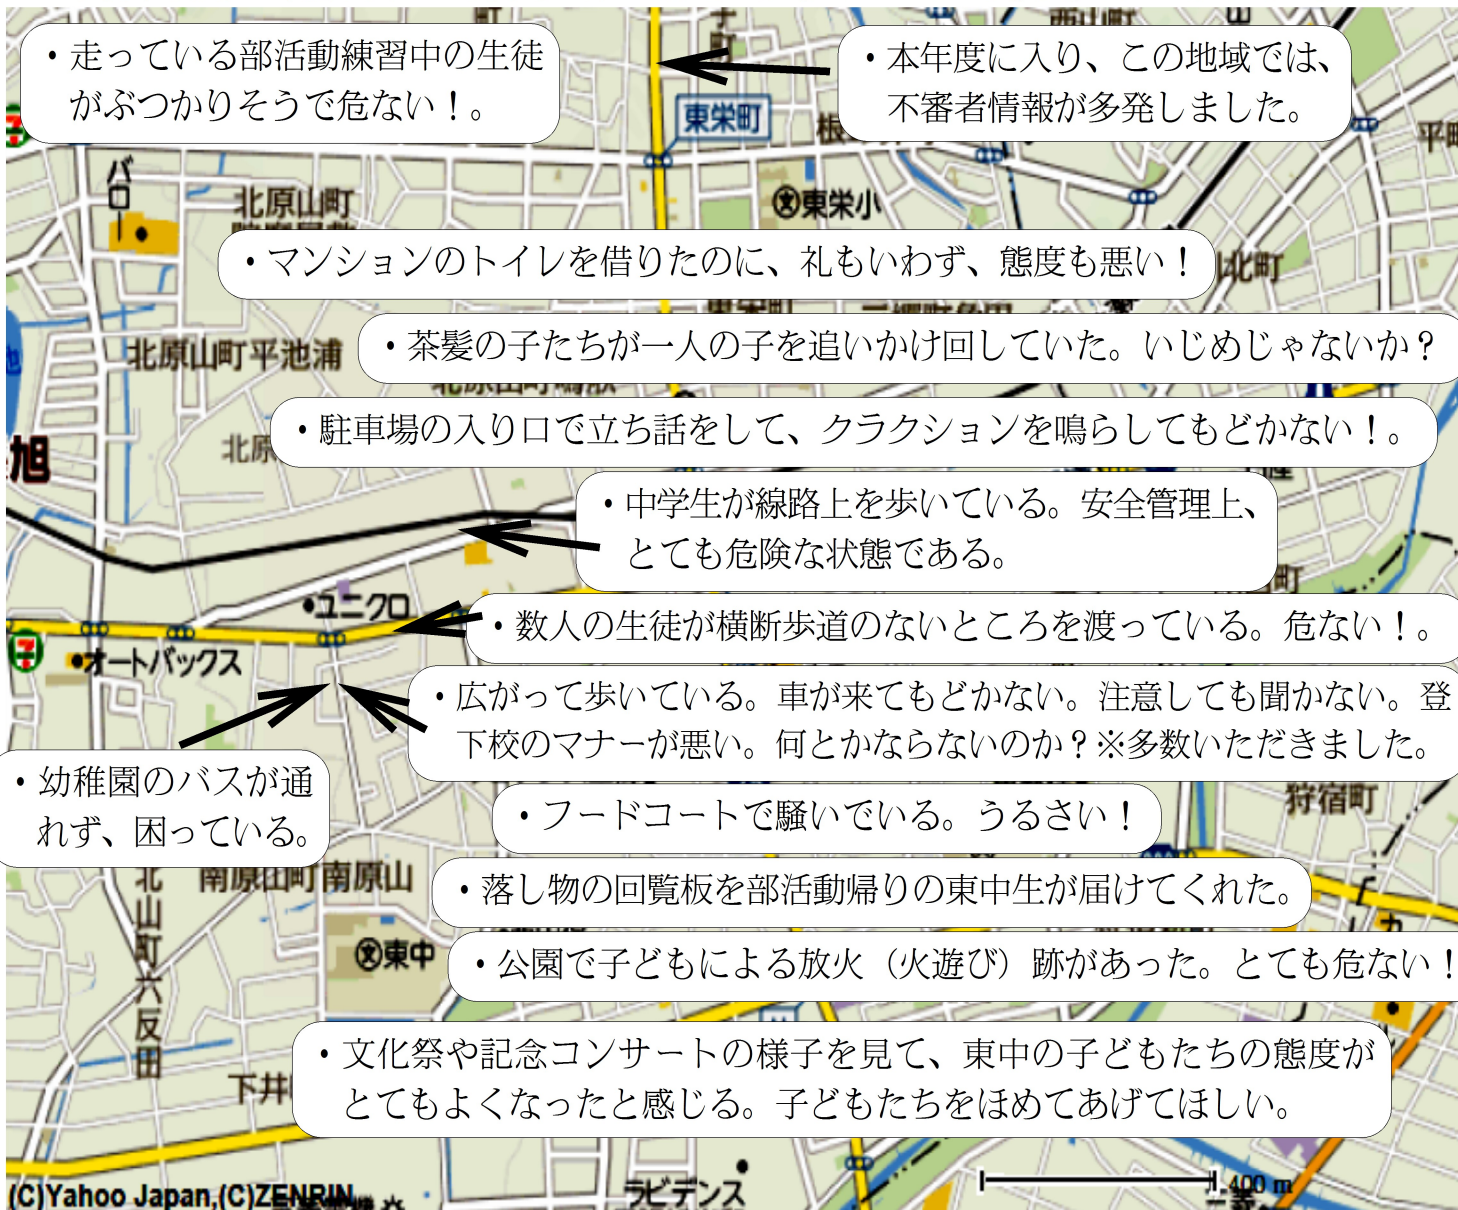 ・走っている部活動練習中の生徒
がぶつかりそうで危ない！。
・本年度に入り、この地域では、
不審者情報が多発しました。
東栄町
西山町
バロー
北原山町
東栄小
・マンションのトイレを借りたのに、礼もいわず、態度も悪い！
北町
北原山町平池浦
・茶髪の子たちが一人の子を追いかけ回していた。いじめじゃないか？
・駐車場の入り口で立ち話をして、クラクションを鳴らしてもどかない！。
旭
・中学生が線路上を歩いている。安全管理上、
とても危険な状態である。
ユニクロ
・数人の生徒が横断歩道のないところを渡っている。危ない！。
オートバックス
・広がって歩いている。車が来てもどかない。注意しても聞かない。登
下校のマナーが悪い。何とかならないのか？※多数いただきました。
・幼稚園のバスが通
れず、困っている。
狩宿町
・フードコートで騒いでいる。うるさい！
南原山町南原山
・落し物の回覧板を部活動帰りの東中生が届けてくれた。
北山町六反田
東中
・公園で子どもによる放火（火遊び）跡があった。とても危ない！
・文化祭や記念コンサートの様子を見て、東中の子どもたちの態度が
とてもよくなったと感じる。子どもたちをほめてあげてほしい。
下井
ラビデンス
400 m
(C)Yahoo Japan,(C)ZENRIN